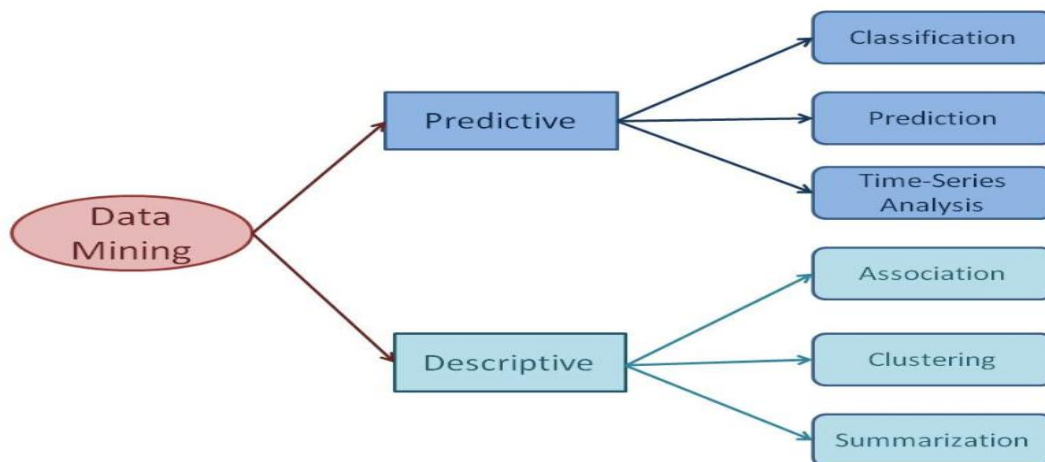 Data
Mining
Predictive
Classification
Prediction
Time-Series
Analysis
Descriptive
Association
Clustering
Summarization